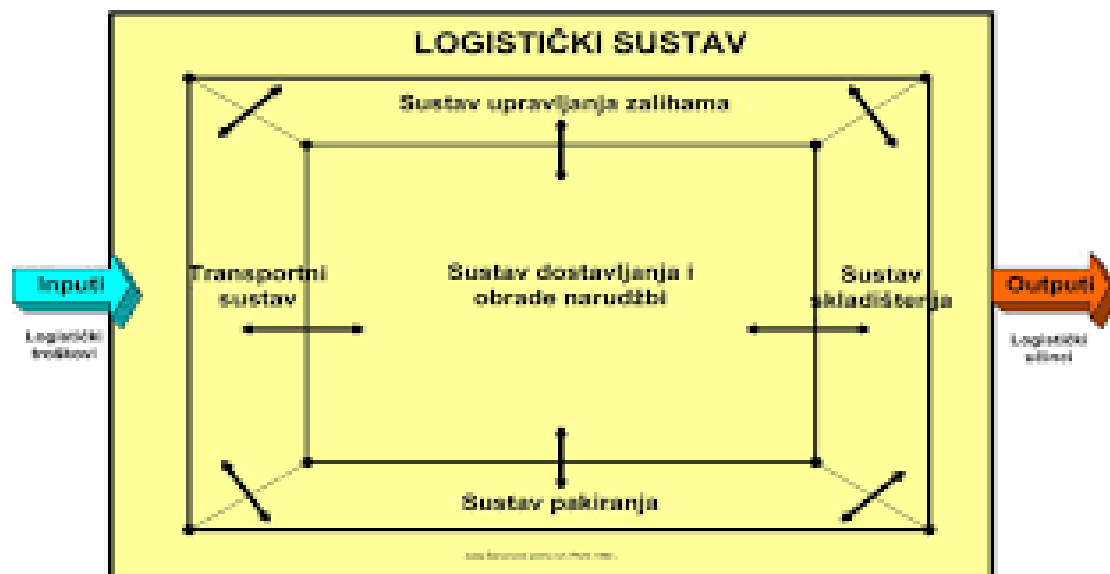 LOGISTIČKI SUSTAV
Sustav upravljanja zalihama
Inputi
Logistički
troškovi
Transportni
sustav
Sustav dostavljanja i
obrade narudžbi
Sustav
skladištenja
Outputi
Logistički
učinci
Sustav pakiranja